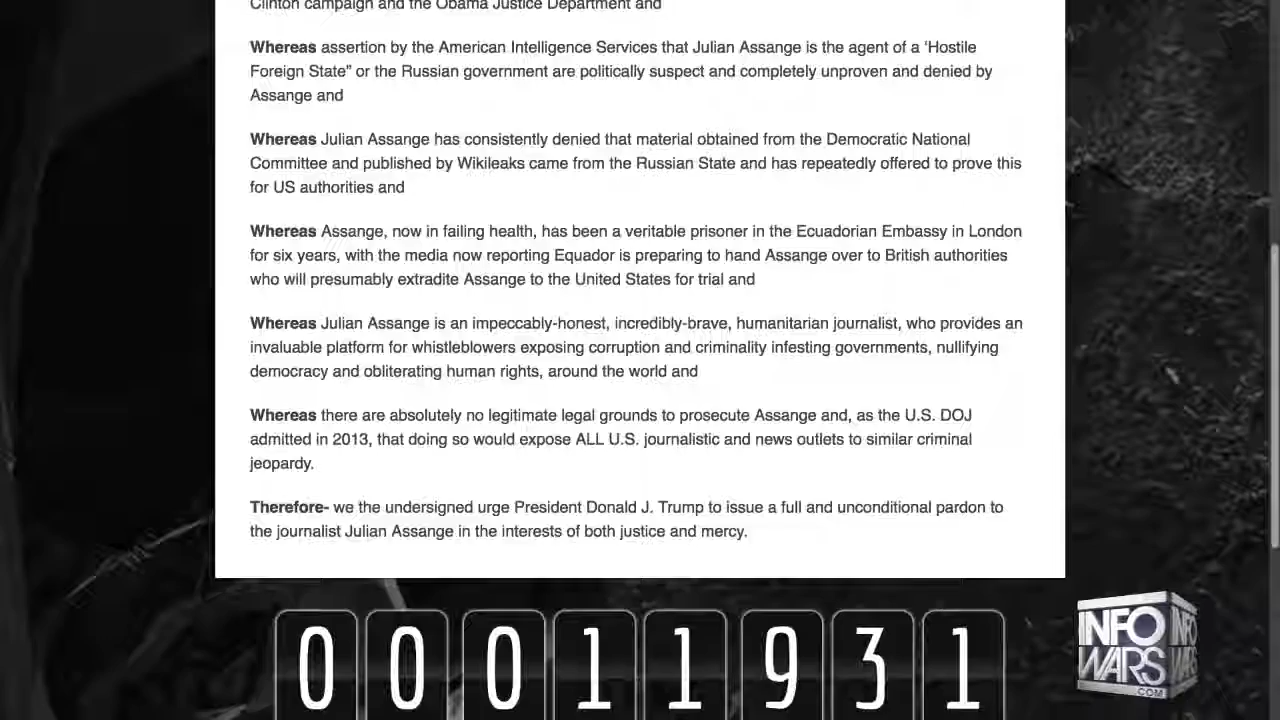 Clinton campaign and the Obama Justice Department and
Whereas assertion by the American Intelligence Services that Julian Assange is the agent of a ‘Hostile
Foreign State” or the Russian government are politically suspect and completely unproven and denied by
Assange and
Whereas Julian Assange has consistently denied that material obtained from the Democratic National
Committee and published by Wikileaks came from the Russian State and has repeatedly offered to prove this
for US authorities and
Whereas Assange, now in failing health, has been a veritable prisoner in the Ecuadorian Embassy in London
for six years, with the media now reporting Equador is preparing to hand Assange over to British authorities
who will presumably extradite Assange to the United States for trial and
Whereas Julian Assange is an impeccably-honest, incredibly-brave, humanitarian journalist, who provides an
invaluable platform for whistleblowers exposing corruption and criminality infesting governments, nullifying
democracy and obliterating human rights, around the world and
Whereas there are absolutely no legitimate legal grounds to prosecute Assange and, as the U.S. DOJ
admitted in 2013, that doing so would expose ALL U.S. journalistic and news outlets to similar criminal
jeopardy.
Therefore- we the undersigned urge President Donald J. Trump to issue a full and unconditional pardon to
the journalist Julian Assange in the interests of both justice and mercy.
00011931
INFO
WARS
.COM
INFO
WARS